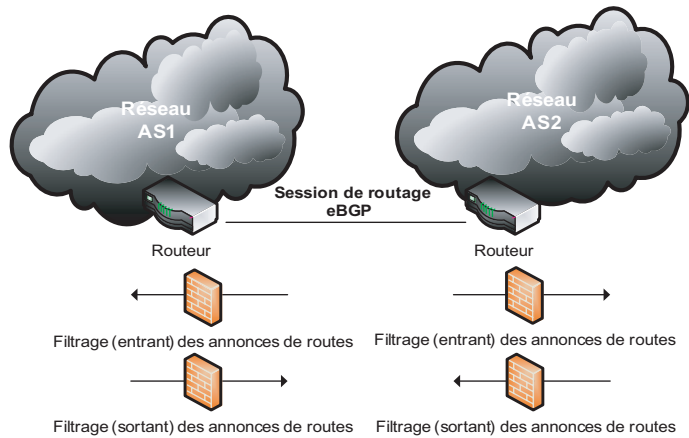 Réseau
AS1
Réseau
AS2
Session de routage
eBGP
Routeur
Routeur
Filtrage (entrant) des annonces de routes
Filtrage (entrant) des annonces de routes
Filtrage (sortant) des annonces de routes
Filtrage (sortant) des annonces de routes